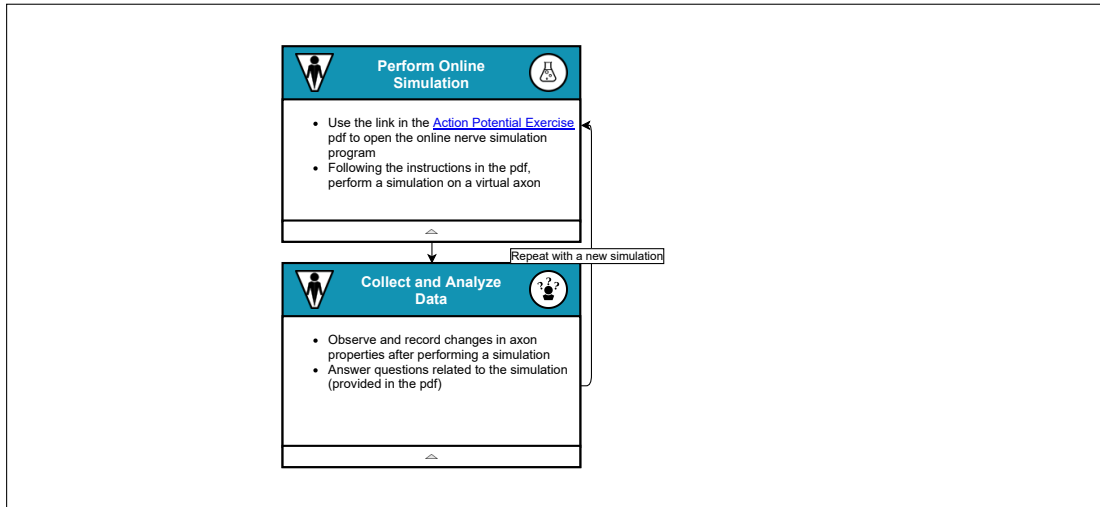 Perform Online
Simulation
• Use the link in the Action Potential Exercise
pdf to open the online nerve simulation
program
• Following the instructions in the pdf,
perform a simulation on a virtual axon
Repeat with a new simulation
Collect and Analyze
Data
???
• Observe and record changes in axon
properties after performing a simulation
• Answer questions related to the simulation
(provided in the pdf)